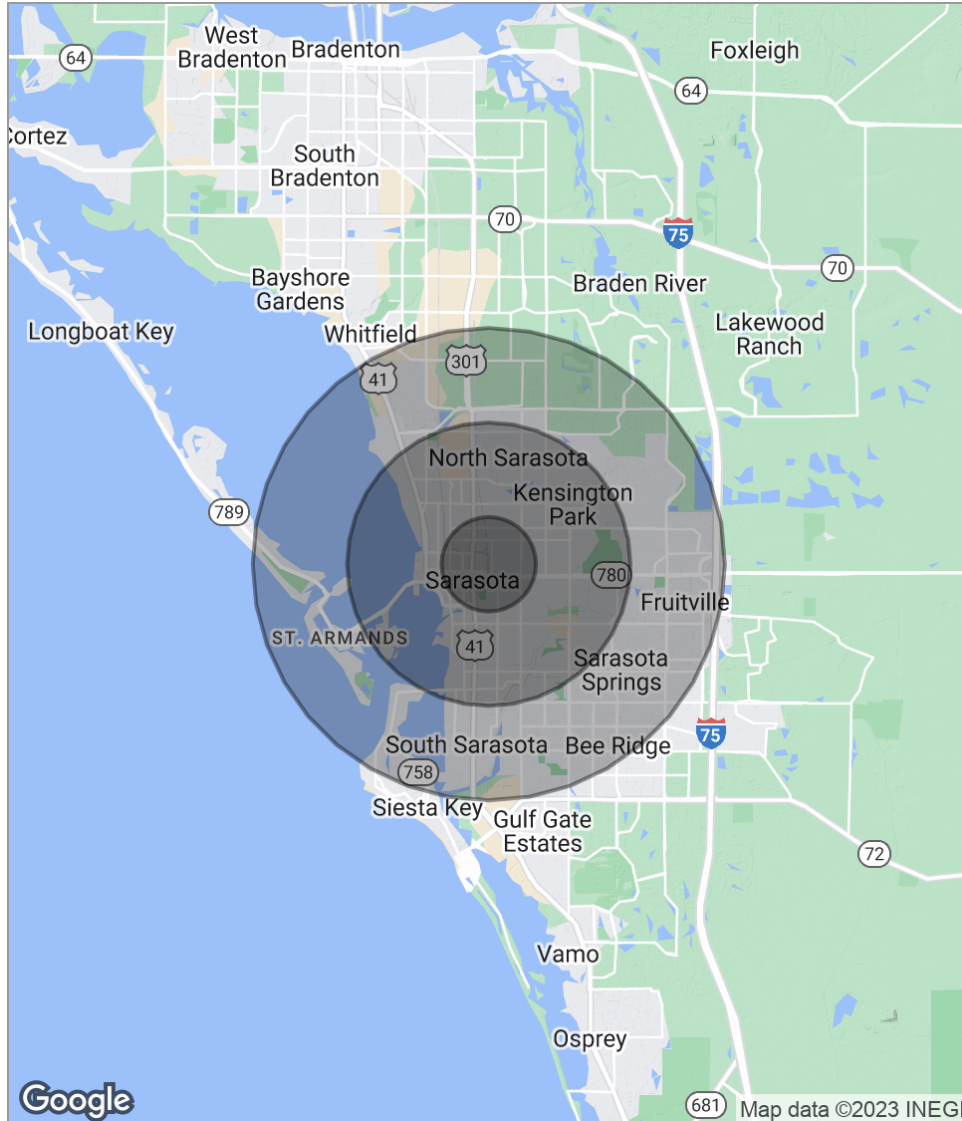 West
Bradenton
Bradenton
Foxleigh
64
64
Cortez
South
Bradenton
70
75
70
Bayshore
Gardens
Braden River
Longboat Key
Whitfield
Lakewood
Ranch
301
41
North Sarasota
Kensington
Park
789
Sarasota
780
Fruitville
ST. ARMANDS
41
Sarasota
Springs
75
South Sarasota
Bee Ridge
758
Siesta Key
Gulf Gate
Estates
72
Vamo
Osprey
Google
681
Map data ©2023 INEGI